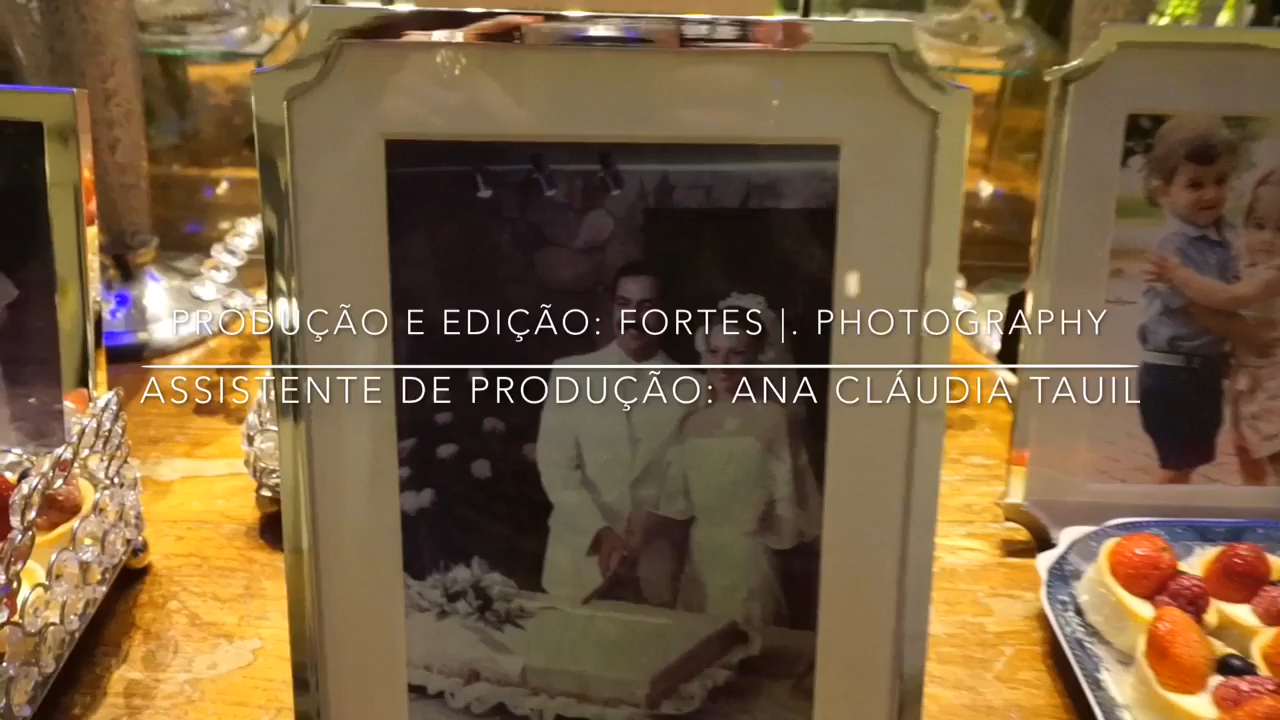 PRODUÇÃO E EDIÇÃO: FORTES |. PHOTOGRAPHY
ASSISTENTE DE PRODUÇÃO: ANA CLÁUDIA TAUIL